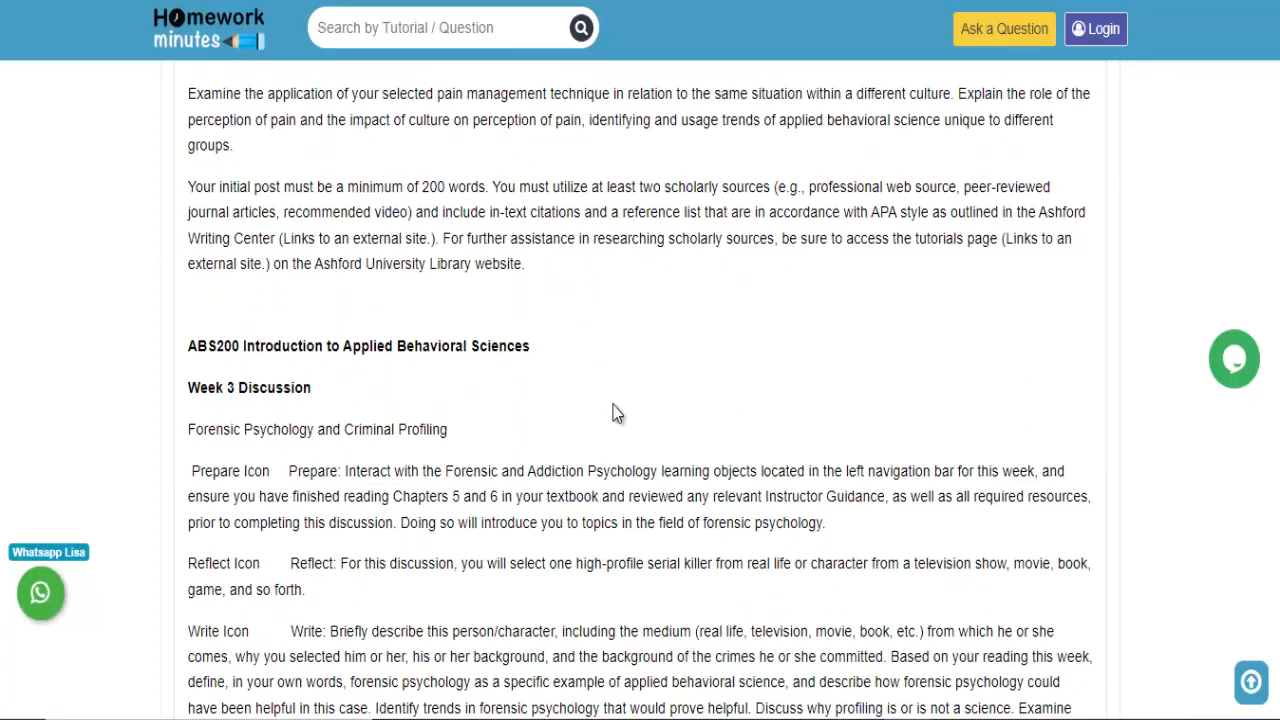 Homework
minutes
Search by Tutorial / Question
Ask a Question
Login
Examine the application of your selected pain management technique in relation to the same situation within a different culture. Explain the role of the
perception of pain and the impact of culture on perception of pain, identifying and usage trends of applied behavioral science unique to different
groups.
Your initial post must be a minimum of 200 words. You must utilize at least two scholarly sources (e.g., professional web source, peer-reviewed
journal articles, recommended video) and include in-text citations and a reference list that are in accordance with APA style as outlined in the Ashford
Writing Center (Links to an external site.). For further assistance in researching scholarly sources, be sure to access the tutorials page (Links to an
external site.) on the Ashford University Library website.
ABS200 Introduction to Applied Behavioral Sciences
Week 3 Discussion
Forensic Psychology and Criminal Profiling
Prepare Icon Prepare: Interact with the Forensic and Addiction Psychology learning objects located in the left navigation bar for this week, and
ensure you have finished reading Chapters 5 and 6 in your textbook and reviewed any relevant Instructor Guidance, as well as all required resources,
prior to completing this discussion. Doing so will introduce you to topics in the field of forensic psychology.
Whatsapp Lisa
Reflect Icon Reflect: For this discussion, you will select one high-profile serial killer from real life or character from a television show, movie, book,
game, and so forth.
Write Icon Write: Briefly describe this person/character, including the medium (real life, television, movie, book, etc.) from which he or she
comes, why you selected him or her, his or her background, and the background of the crimes he or she committed. Based on your reading this week,
define, in your own words, forensic psychology as a specific example of applied behavioral science, and describe how forensic psychology could
have been helpful in this case. Identify trends in forensic psychology that would prove helpful. Discuss why profiling is or is not a science. Examine